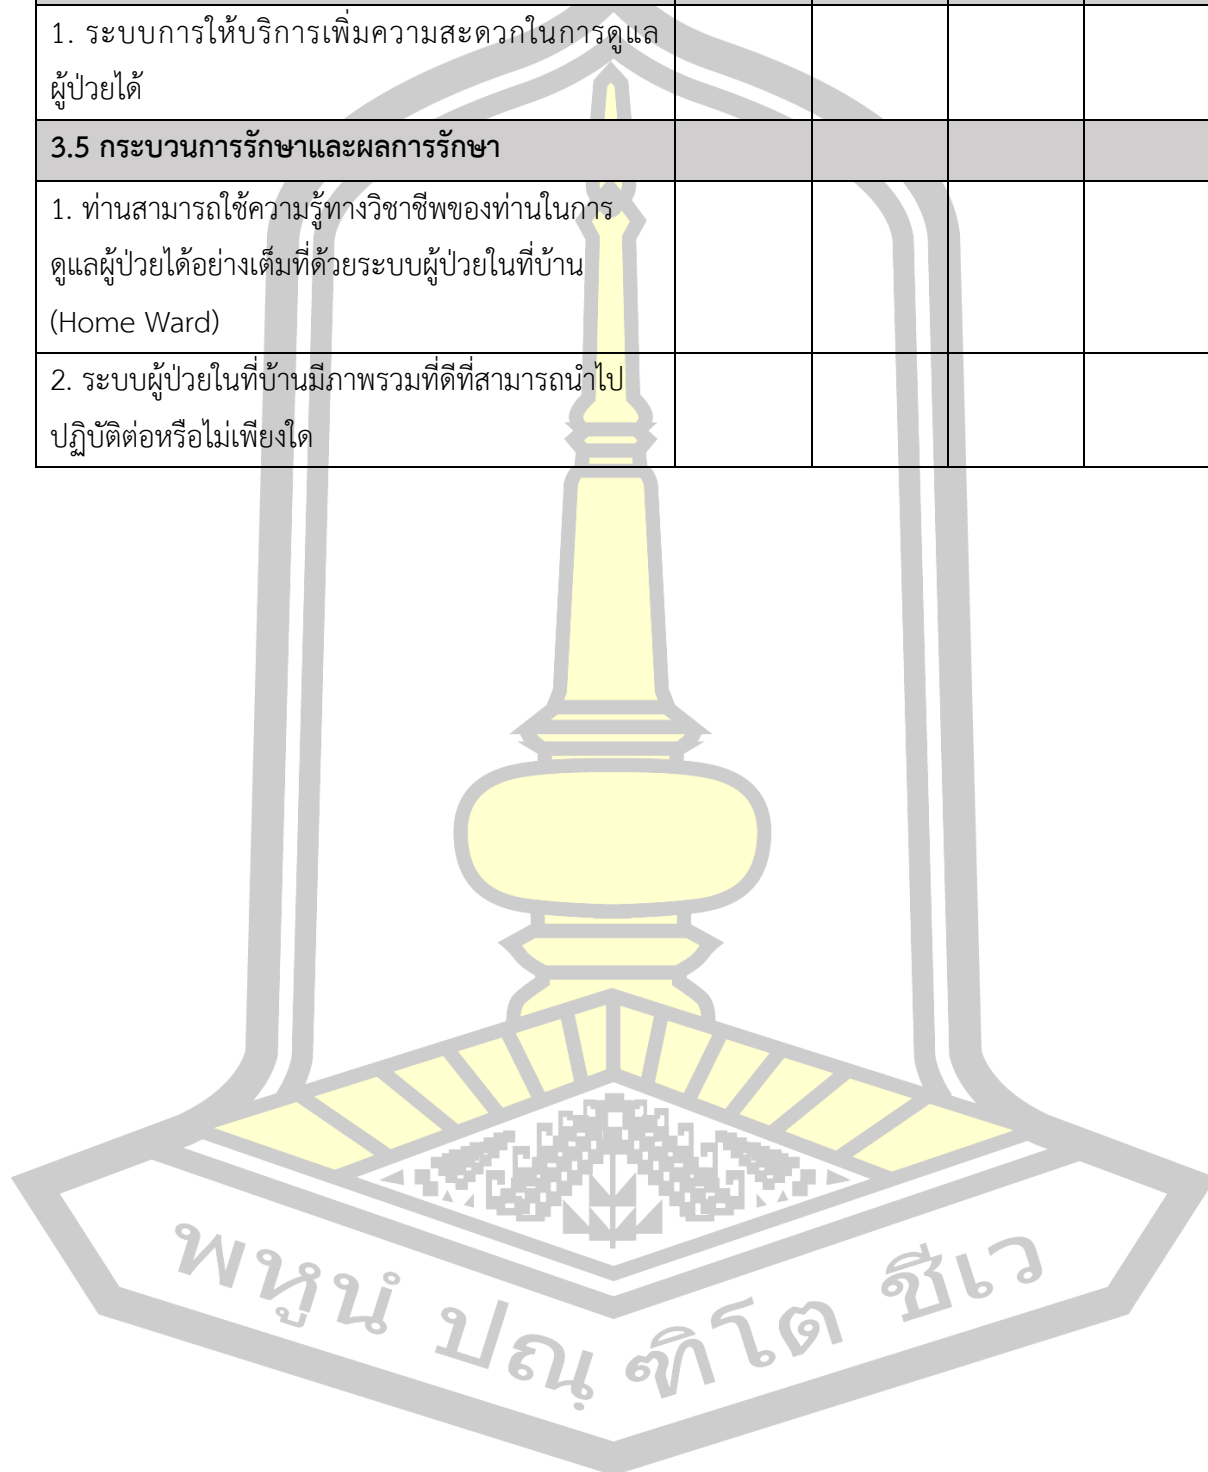 1. ระบบการให้บริการเพิ่มความสะดวกในการดูแล
ผู้ป่วยได้
3.5 กระบวนการรักษาและผลการรักษา
1. ท่านสามารถใช้ความรู้ทางวิชาชีพของท่านในการ
ดูแลผู้ป่วยได้อย่างเต็มที่ด้วยระบบผู้ป่วยในที่บ้าน
(Home Ward)
2. ระบบผู้ป่วยในที่บ้านมีภาพรวมที่ดีที่สามารถนำไป
ปฏิบัติต่อหรือไม่เพียงใด
พหูนํ ปณฺฑิโต ชีเว